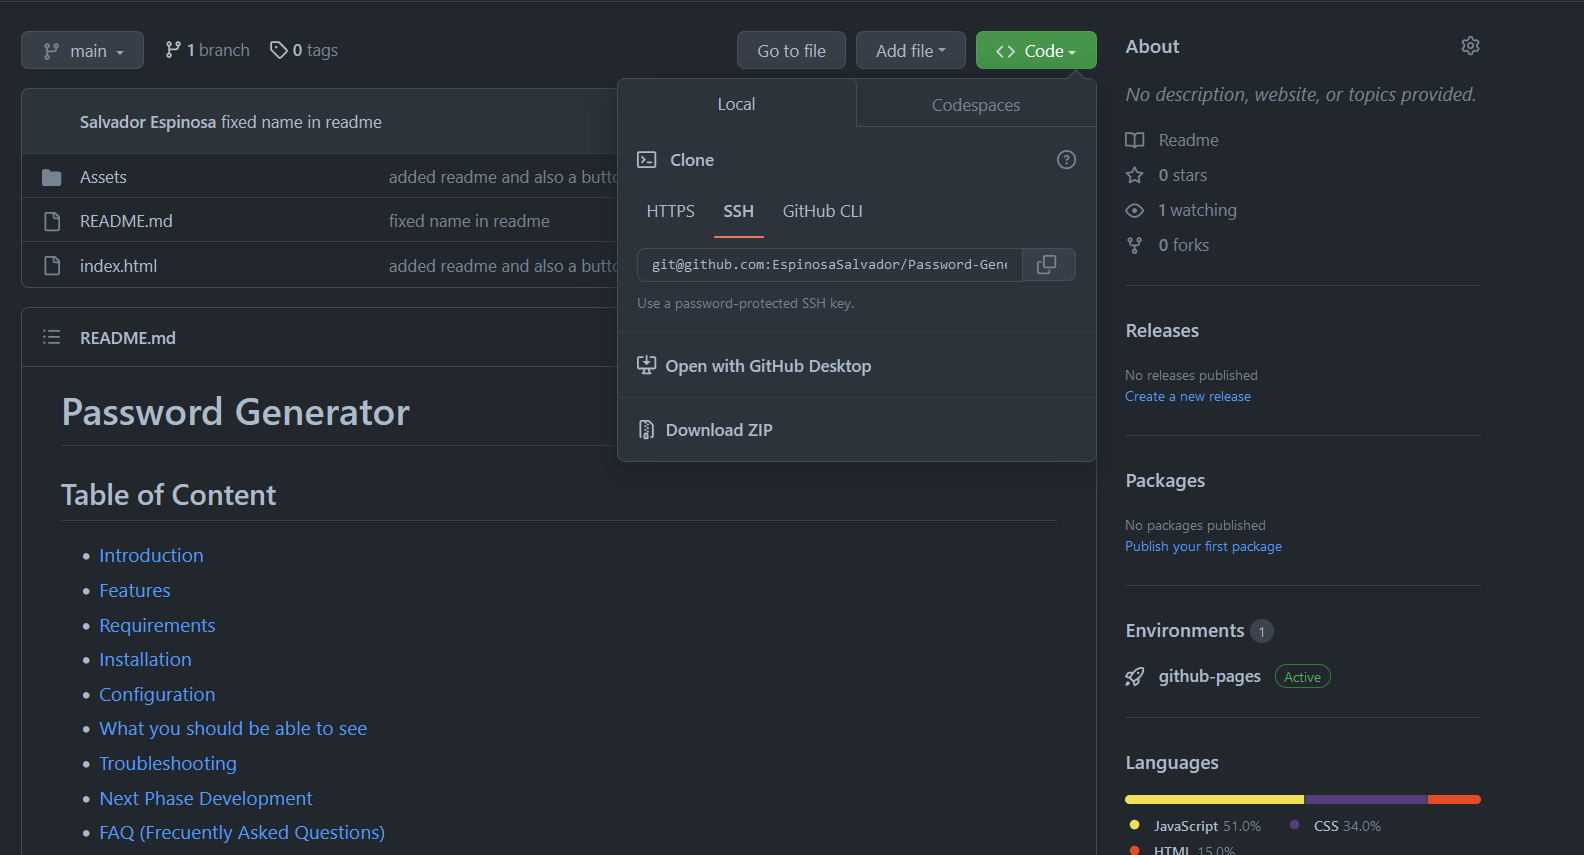 main
1 branch
0 tags
Go to file
Add file
Code
Salvador Espinosa fixed name in readme
Assets added readme and also a butto
README.md fixed name in readme
index.html added readme and also a butto
Local
Codespaces
Clone
HTTPS
SSH
GitHub CLI
git@github.com:EspinosaSalvador/Password-Gene
Use a password-protected SSH key.
Open with GitHub Desktop
Download ZIP
README.md
Password Generator
Table of Content
Introduction
Features
Requirements
Installation
Configuration
What you should be able to see
Troubleshooting
Next Phase Development
FAQ (Frecuently Asked Questions)
About
No description, website, or topics provided.
Readme
0 stars
1 watching
0 forks
Releases
No releases published
Create a new release
Packages
No packages published
Publish your first package
Environments 1
github-pages Active
Languages
JavaScript 51.0%
CSS 34.0%
HTML 15.0%